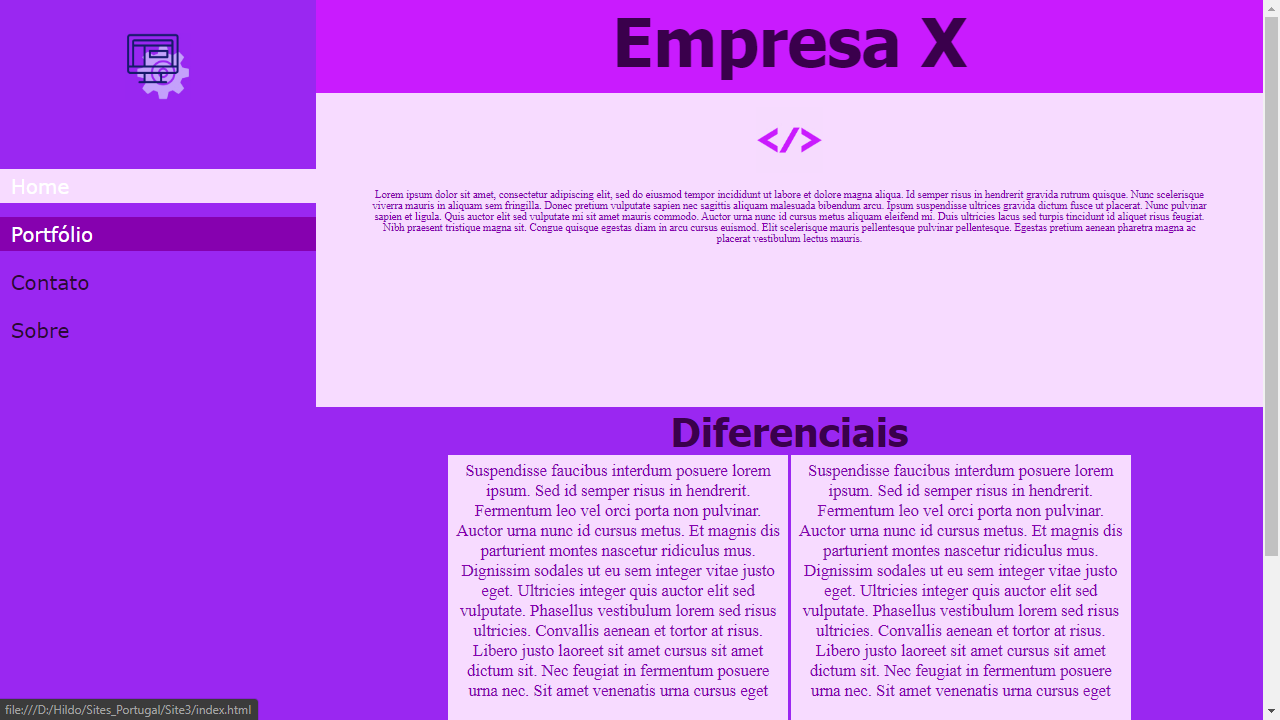 Empresa X
Home
Portfólio
Contato
Sobre
</>
Lorem ipsum dolor sit amet, consectetur adipiscing elit, sed do eiusmod tempor incididunt ut labore et dolore magna aliqua. Id semper risus in hendrerit gravida rutrum quisque. Nunc scelerisque
viverra mauris in aliquam sem fringilla. Donec pretium vulputate sapien nec sagittis aliquam malesuada bibendum arcu. Ipsum suspendisse ultrices gravida dictum fusce ut placerat. Nunc pulvinar
sapien et ligula. Quis auctor elit sed vulputate mi sit amet mauris commodo. Auctor urna nunc id cursus metus aliquam eleifend mi. Duis ultricies lacus sed turpis tincidunt id aliquet risus feugiat.
Nibh praesent tristique magna sit. Congue quisque egestas diam in arcu cursus euismod. Elit scelerisque mauris pellentesque pulvinar pellentesque. Egestas pretium aenean pharetra magna ac
placerat vestibulum lectus mauris.
Diferenciais
Suspendisse faucibus interdum posuere lorem
ipsum. Sed id semper risus in hendrerit.
Fermentum leo vel orci porta non pulvinar.
Auctor urna nunc id cursus metus. Et magnis dis
parturient montes nascetur ridiculus mus.
Dignissim sodales ut eu sem integer vitae justo
eget. Ultricies integer quis auctor elit sed
vulputate. Phasellus vestibulum lorem sed risus
ultricies. Convallis aenean et tortor at risus.
Libero justo laoreet sit amet cursus sit amet
dictum sit. Nec feugiat in fermentum posuere
urna nec. Sit amet venenatis urna cursus eget
Suspendisse faucibus interdum posuere lorem
ipsum. Sed id semper risus in hendrerit.
Fermentum leo vel orci porta non pulvinar.
Auctor urna nunc id cursus metus. Et magnis dis
parturient montes nascetur ridiculus mus.
Dignissim sodales ut eu sem integer vitae justo
eget. Ultricies integer quis auctor elit sed
vulputate. Phasellus vestibulum lorem sed risus
ultricies. Convallis aenean et tortor at risus.
Libero justo laoreet sit amet cursus sit amet
dictum sit. Nec feugiat in fermentum posuere
urna nec. Sit amet venenatis urna cursus eget
file:///D:/Hildo/Sites_Portugal/Site3/index.html